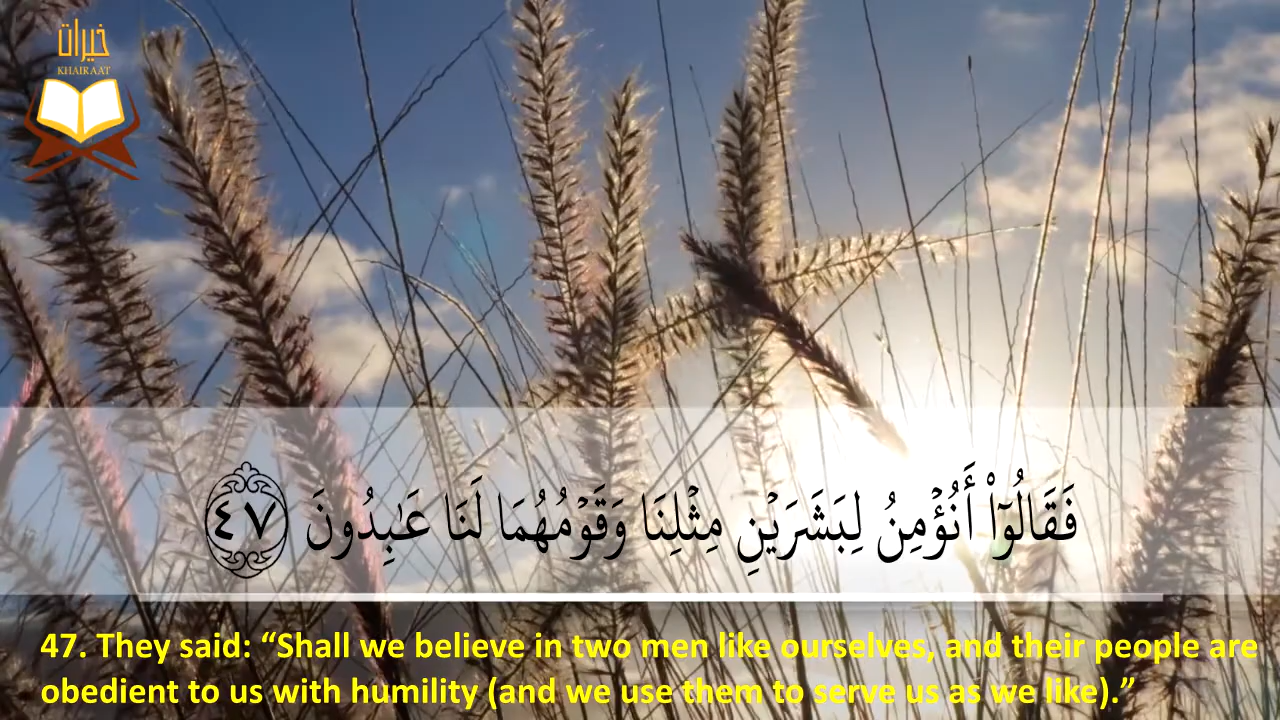 خيرات
KHAIRAAT
فَقَالُوٓا۟ أَنُؤْمِنُ لِبَشَرَيْنِ مِثْلِنَا وَقَوْمُهُمَا لَنَا عَـٰبِدُونَ ٤٧
47. They said: “Shall we believe in two men like ourselves, and their people are
obedient to us with humility (and we use them to serve us as we like).”